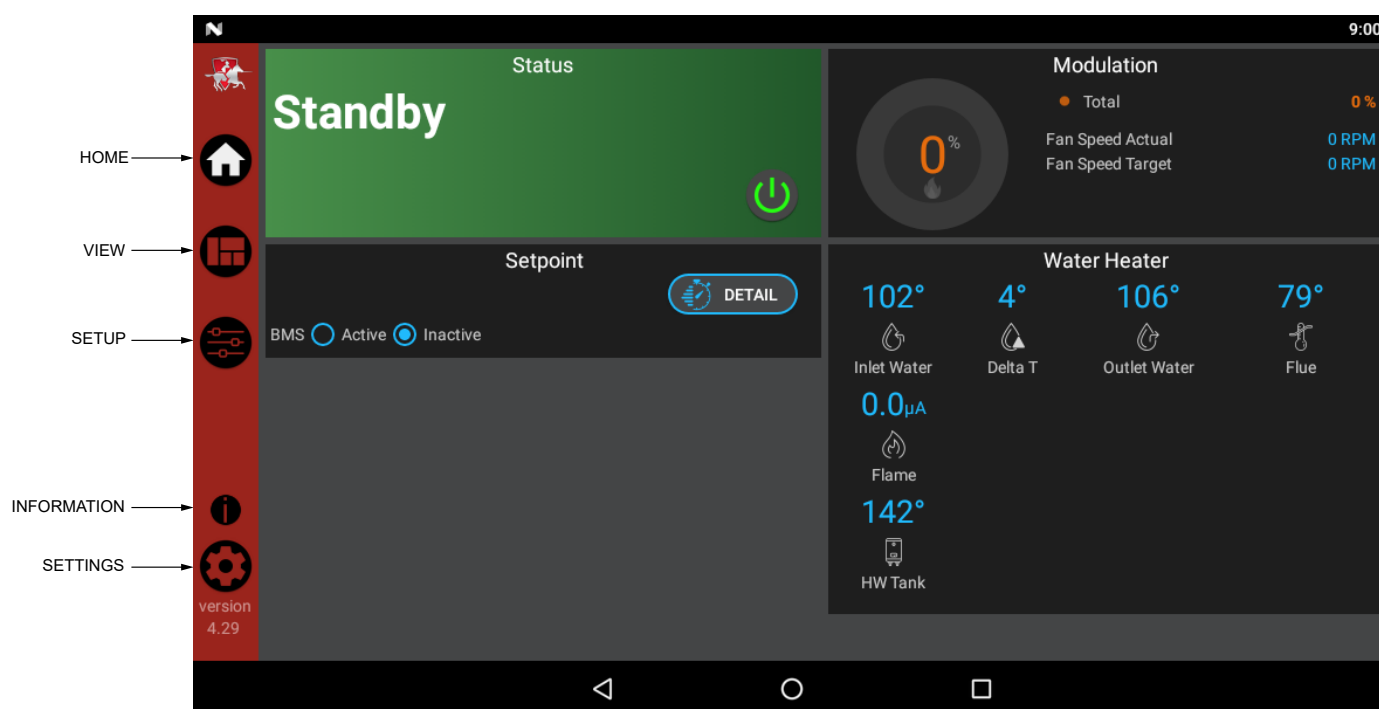 9:00
HOME
VIEW
SETUP
INFORMATION
SETTINGS
version
4.29
Status
Standby
Setpoint
DETAIL
BMS Active Inactive
Modulation
0%
Total 0 %
Fan Speed Actual 0 RPM
Fan Speed Target 0 RPM
Water Heater
102° 4° 106° 79°
Inlet Water Delta T Outlet Water Flue
0.0µA
Flame
142°
HW Tank